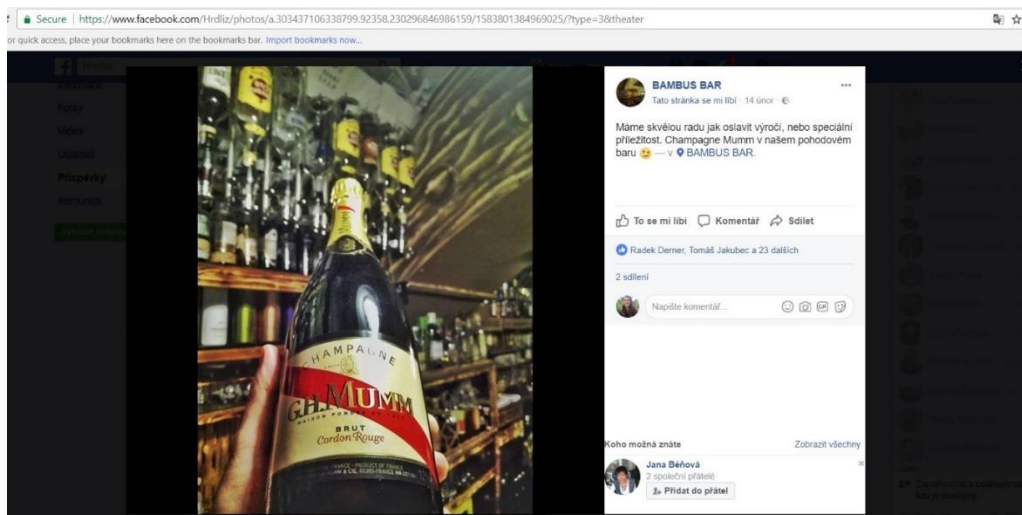 Secure | https://www.facebook.com/Hrdliz/photos/a.303437106338799.92358.230296846986159/1583801384969025/?type=3&theater
or quick access, place your bookmarks here on the bookmarks bar. Import bookmarks now...
Fotky
Videa
Události
Příspěvky
Komunita
CHAMPAGNE
G.H.MUMM
BRUT
Cordon Rouge
BAMBUS BAR
Tato stránka se mi líbí · 14 únor ·
Máme skvělou radu jak oslavit výročí, nebo speciální
příležitost. Champagne Mumm v našem pohodovém
baru 🙂 — v BAMBUS BAR.
To se mi líbí Komentář Sdílet
Radek Derner, Tomáš Jakubec a 23 dalších
2 sdílení
Napište komentář...
GIF
Koho možná znáte Zobrazit všechny
Jana Béňová
2 společní přátelé
Přidat do přátel